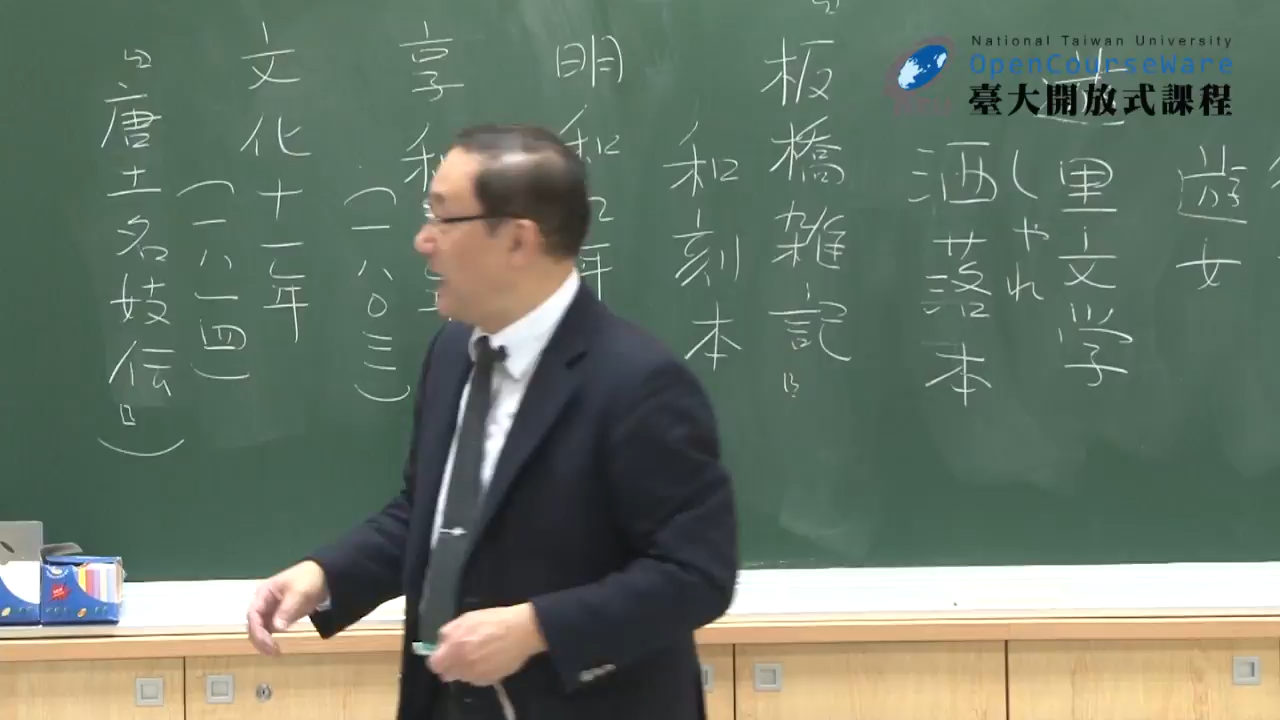 National Taiwan University
OpenCourseWare
臺大開放式課程
遊女
里文学
しゃれ
洒落本
『板橋雑記』
和刻本
明和
享和
(一八〇三)
文化十一年
(一八一四)
『唐土名妓伝』)